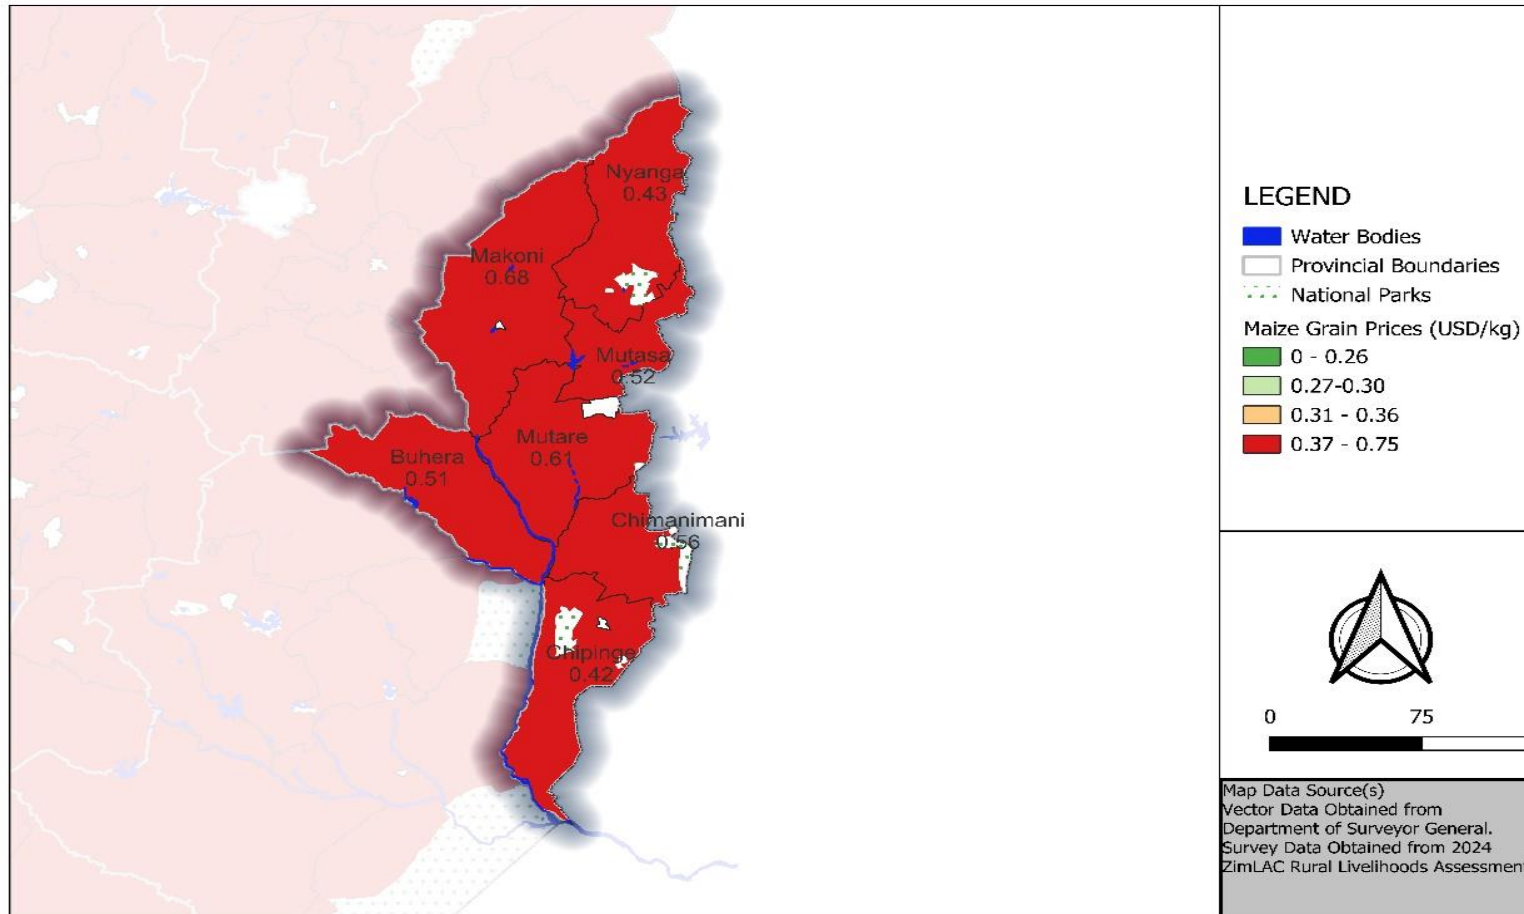 Nyanga
0.43
Makoni
0.68
Mutasa
0.52
Mutare
0.61
Buhera
0.51
Chimanimani
0.56
Chipinge
0.42
LEGEND
Water Bodies
Provincial Boundaries
National Parks
Maize Grain Prices (USD/kg)
0 - 0.26
0.27-0.30
0.31 - 0.36
0.37 - 0.75
0 75
Map Data Source(s)
Vector Data Obtained from
Department of Surveyor General.
Survey Data Obtained from 2024
ZimLAC Rural Livelihoods Assessment